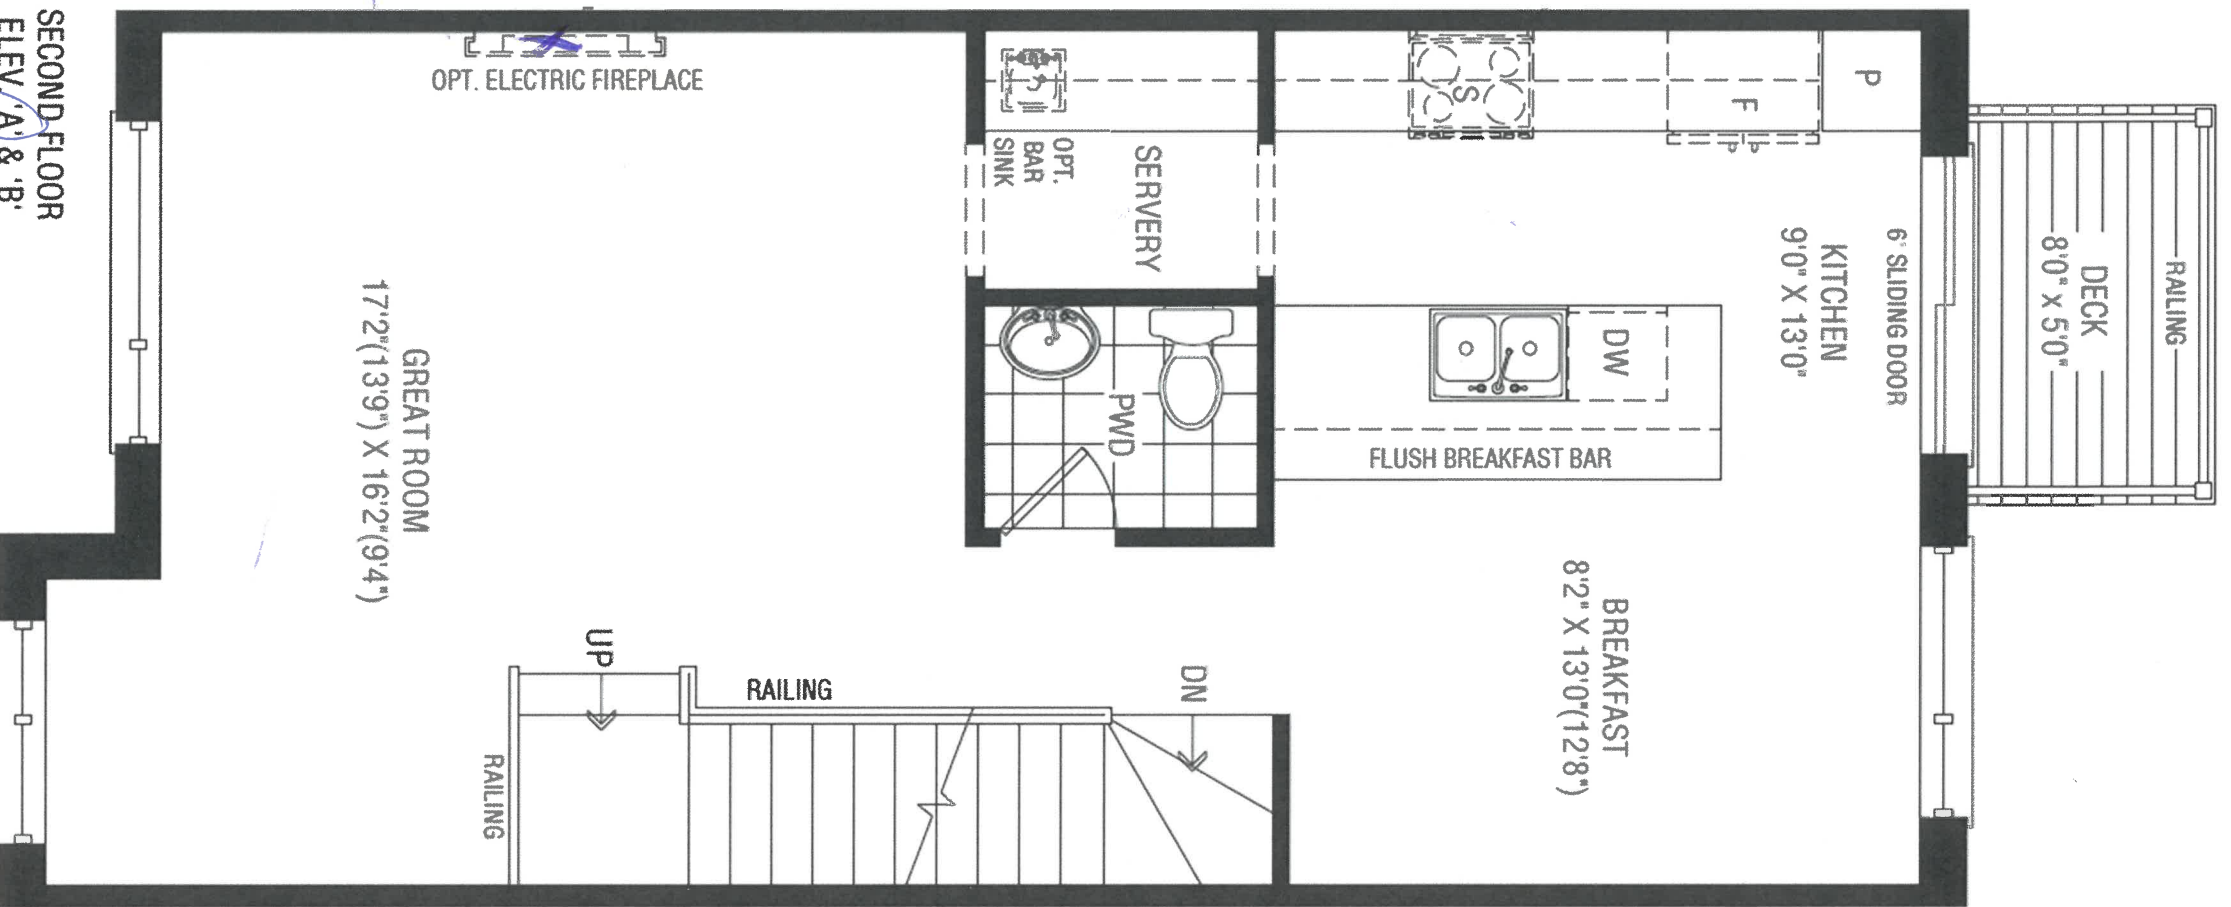 SECOND FLOOR
ELEV. 'A' & 'B'
OPT. ELECTRIC FIREPLACE
GREAT ROOM
17'2"(13'9") X 16'2"(9'4")
OPT.
BAR
SINK
SERVERY
PWD
UP
RAILING
RAILING
DN
S
F
P
DW
FLUSH BREAKFAST BAR
KITCHEN
9'0" X 13'0"
6' SLIDING DOOR
BREAKFAST
8'2" X 13'0"(12'8")
RAILING
DECK
8'0" X 5'0"